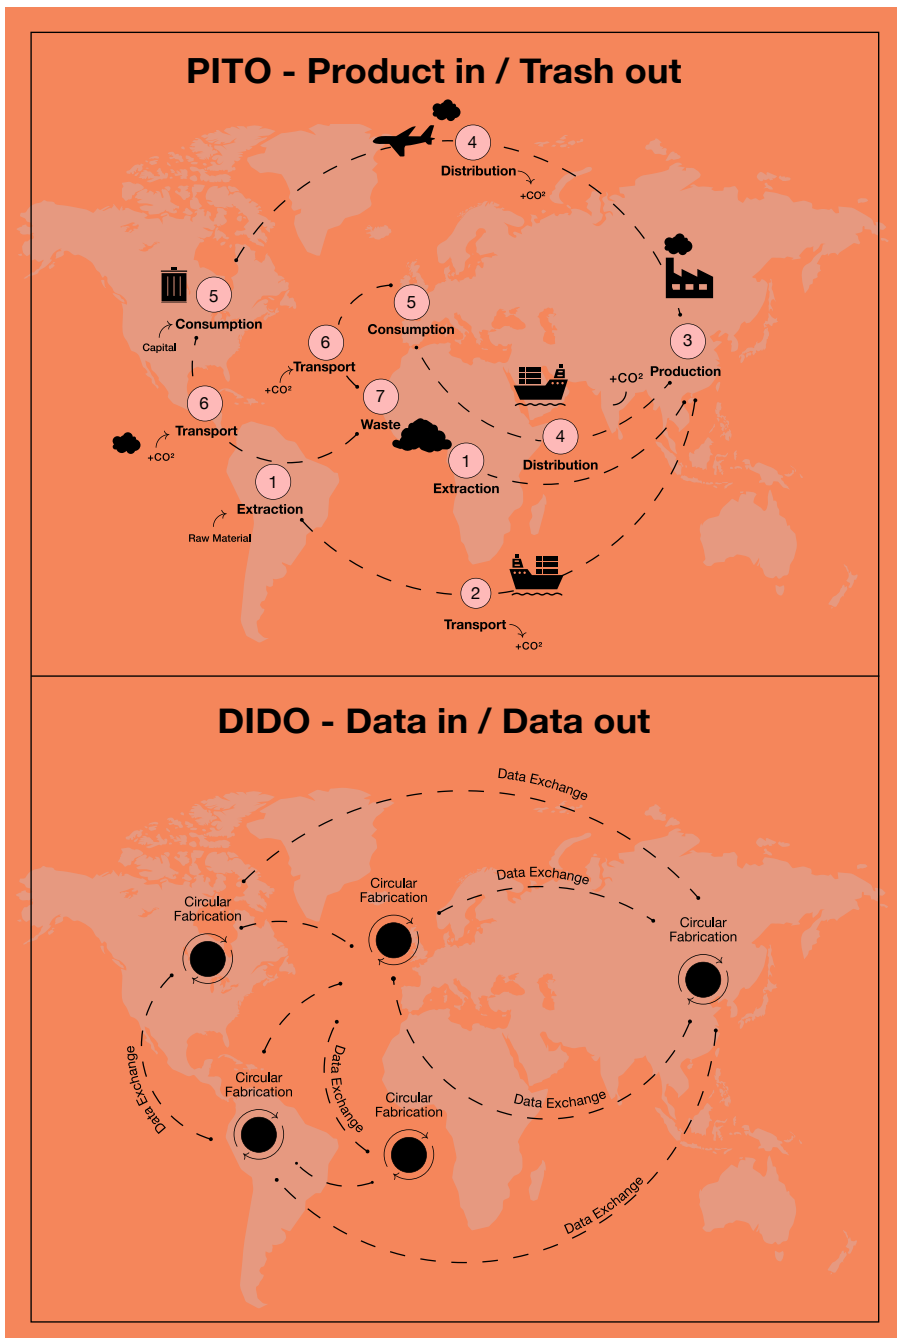 PITO - Product in / Trash out
4
Distribution
+CO²
5
Consumption
Capital
5
Consumption
6
Transport
+CO²
3
Production
+CO²
7
Waste
6
Transport
+CO²
4
Distribution
1
Extraction
1
Extraction
Raw Material
2
Transport
+CO²
DIDO - Data in / Data out
Data Exchange
Data Exchange
Circular
Fabrication
Circular
Fabrication
Circular
Fabrication
Data Exchange
Data Exchange
Circular
Fabrication
Circular
Fabrication
Data Exchange
Data Exchange